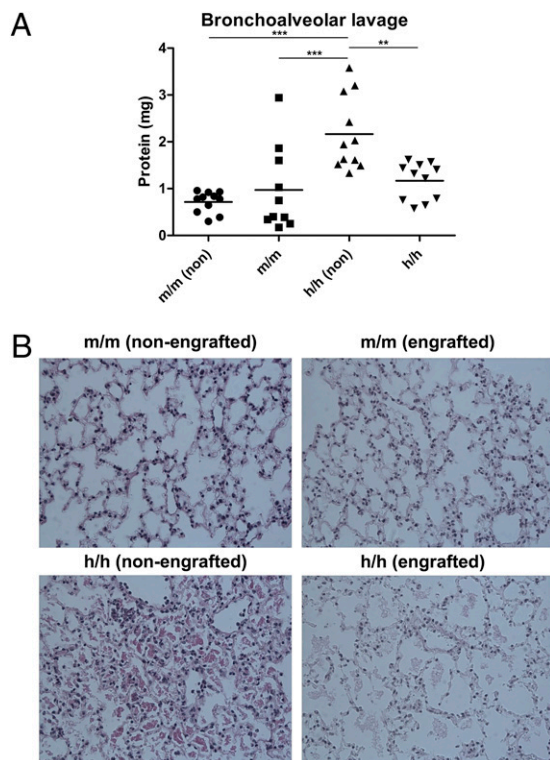 A
Bronchoalveolar lavage
***
***
**
Protein (mg)
4
3
2
1
0
m/m (non)
m/m
h/h (non)
h/h
B
m/m (non-engrafted)
m/m (engrafted)
h/h (non-engrafted)
h/h (engrafted)